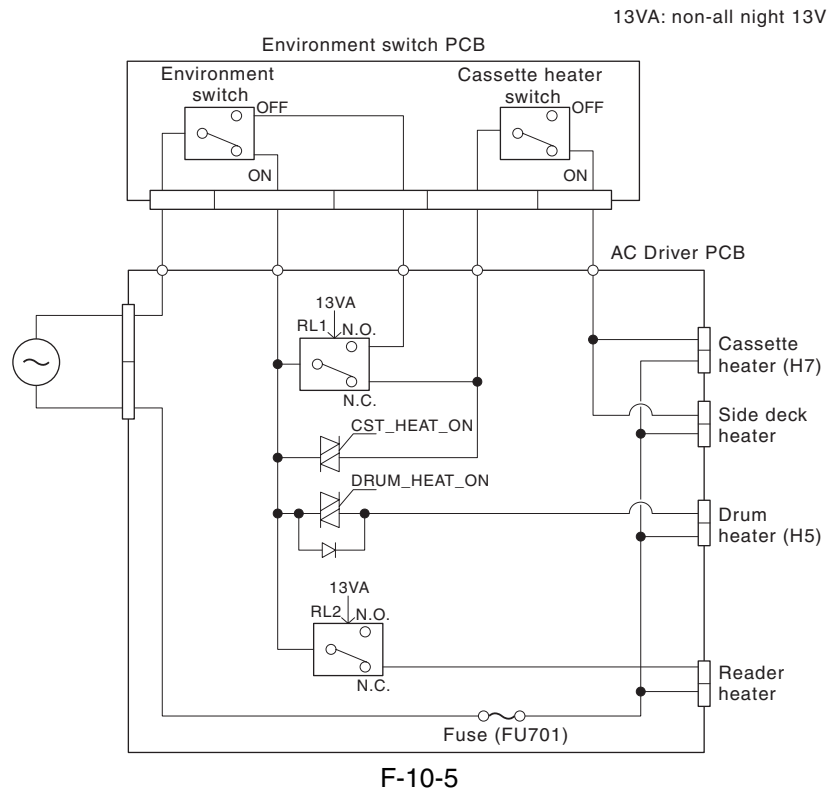 13VA: non-all night 13V
Environment switch PCB
Environment
switch
OFF
ON
Cassette heater
switch
OFF
ON
AC Driver PCB
13VA
RL1
N.O.
N.C.
Cassette
heater (H7)
CST_HEAT_ON
Side deck
heater
DRUM_HEAT_ON
Drum
heater (H5)
13VA
RL2
N.O.
N.C.
Reader
heater
Fuse (FU701)
F-10-5